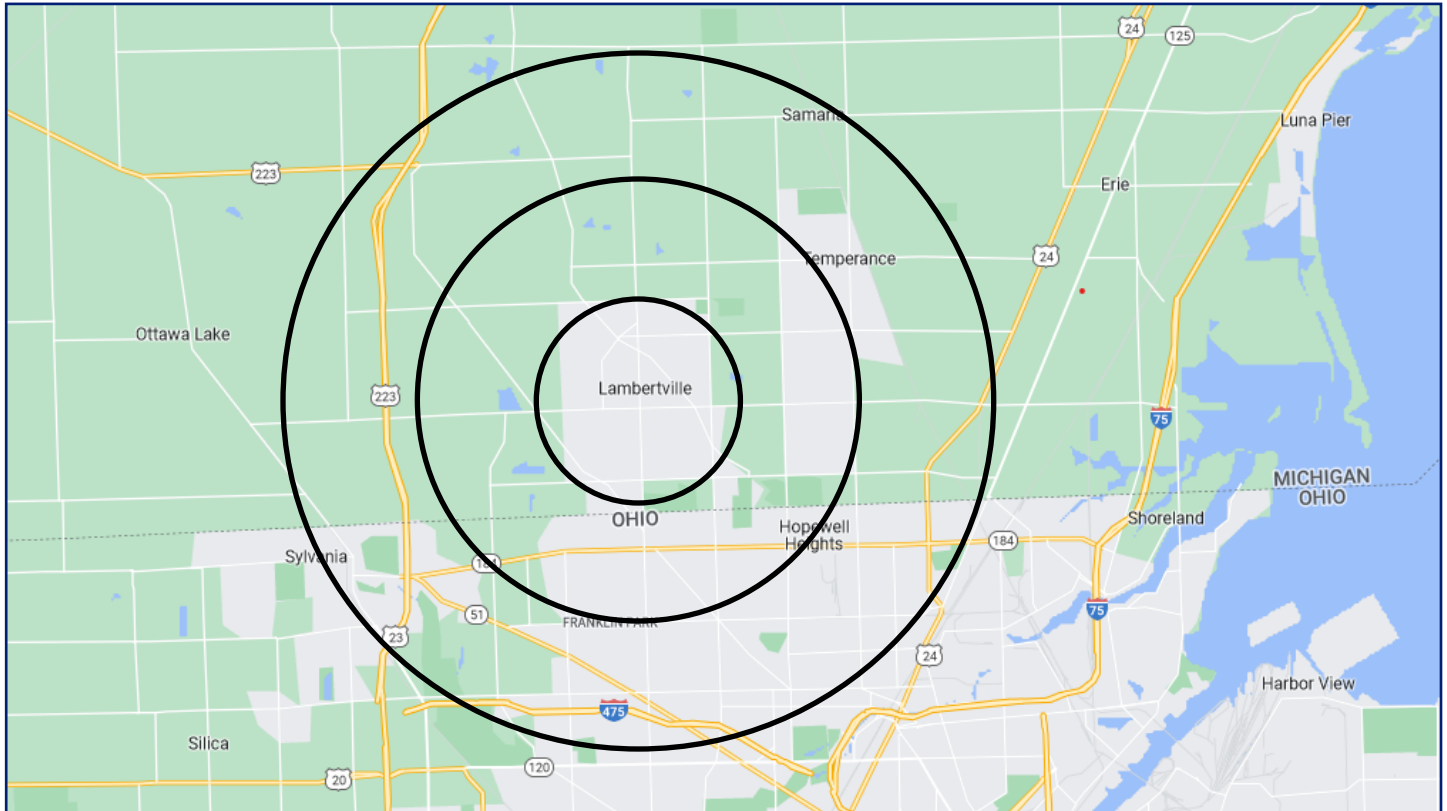 24
125
Samaria
Luna Pier
223
Erie
24
Temperance
Ottawa Lake
Lambertville
223
75
MICHIGAN
OHIO
OHIO
Shoreland
Hopewell
Heights
184
Sylvania
184
75
51
FRANKLIN PARK
23
24
Harbor View
475
Silica
120
20